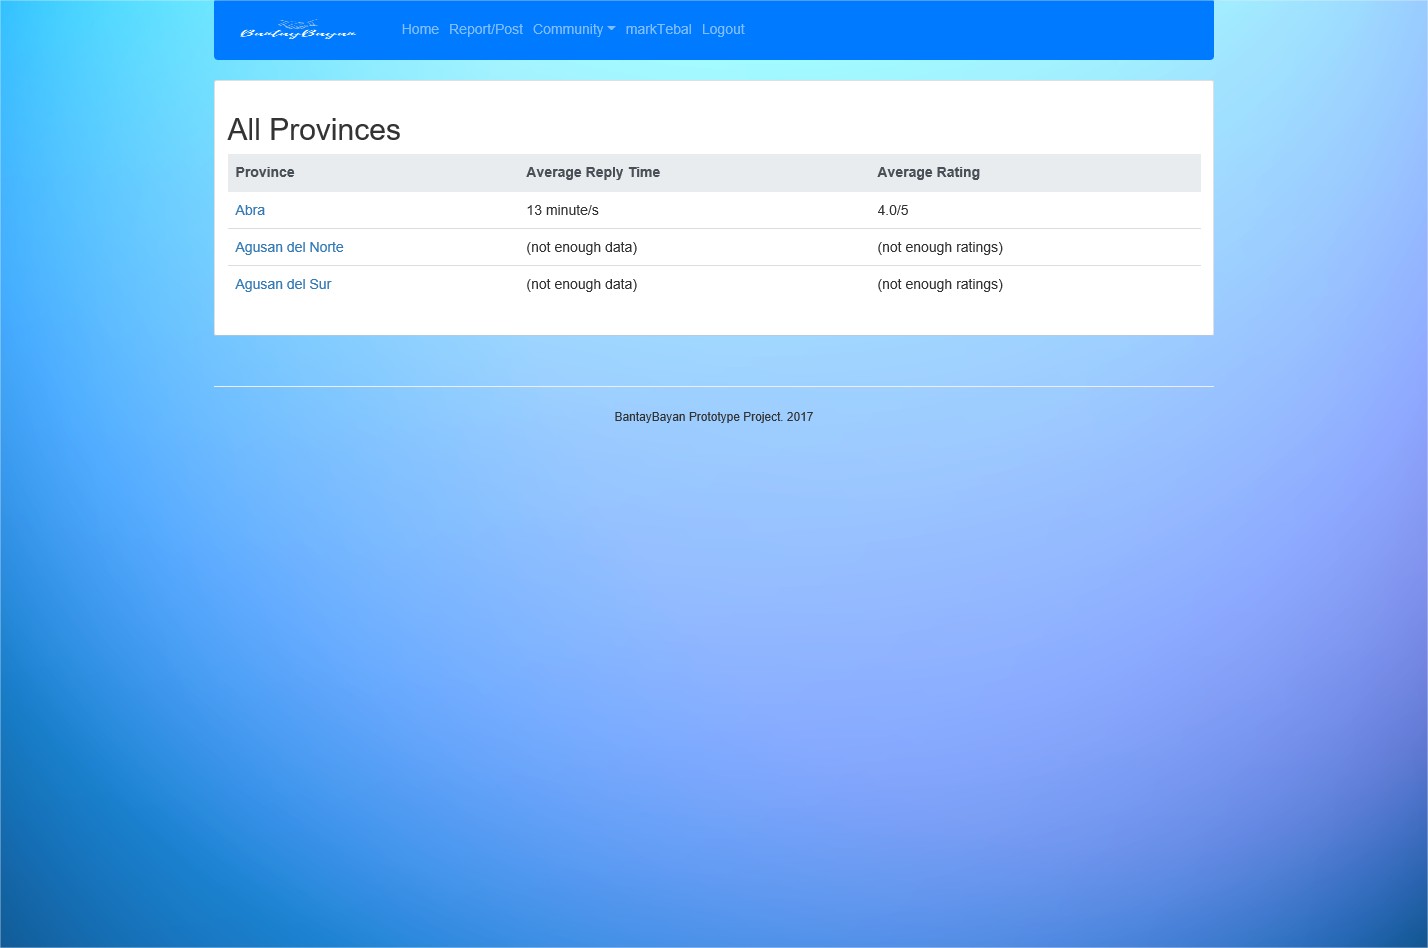 BantayBayan
Home Report/Post Community markTebal Logout
All Provinces
Province Average Reply Time Average Rating
Abra 13 minute/s 4.0/5
Agusan del Norte (not enough data) (not enough ratings)
Agusan del Sur (not enough data) (not enough ratings)
BantayBayan Prototype Project. 2017